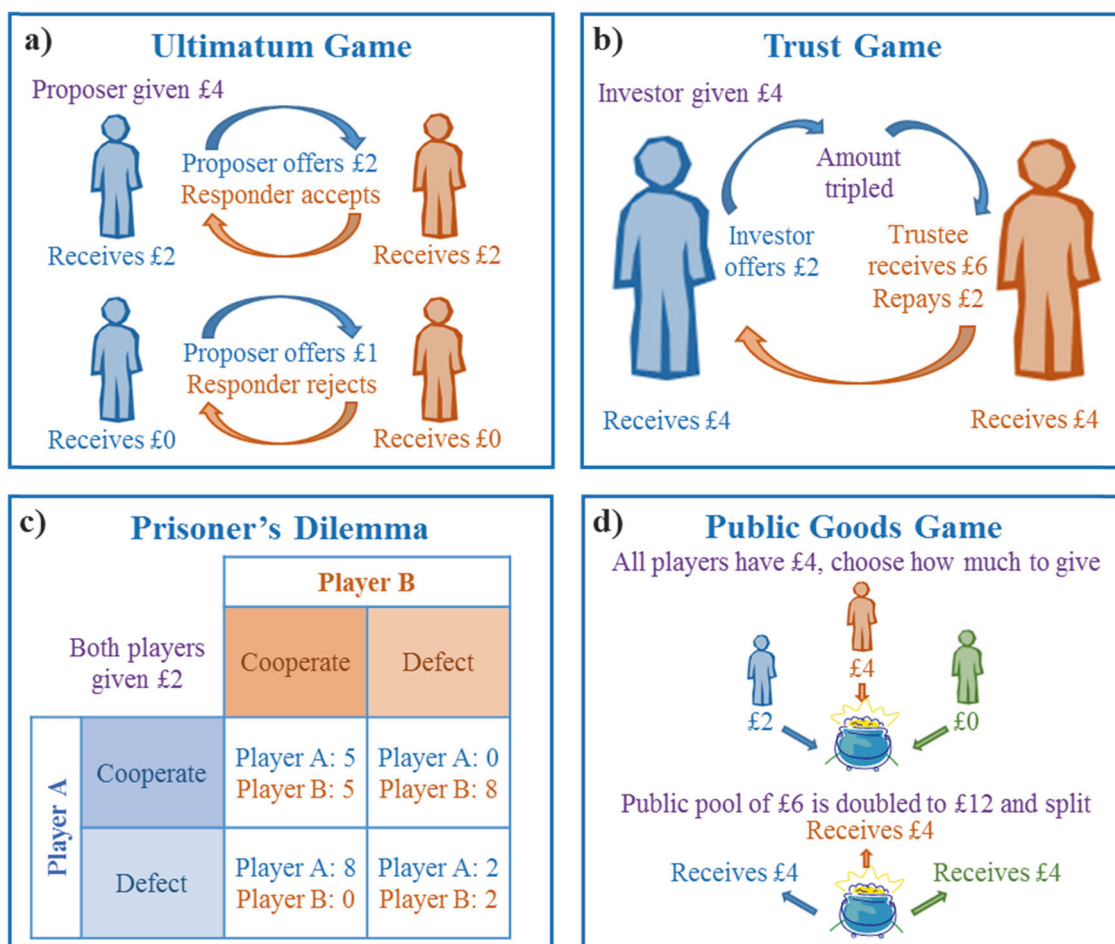 a)
Ultimatum Game
Proposer given £4
Proposer offers £2
Responder accepts
Receives £2
Receives £2
Proposer offers £1
Responder rejects
Receives £0
Receives £0
b)
Trust Game
Investor given £4
Amount
tripled
Investor
offers £2
Trustee
receives £6
Repays £2
Receives £4
Receives £4
c)
Prisoner's Dilemma
Player B
Both players
given £2
Cooperate
Defect
Player A
Cooperate
Player A: 5
Player B: 5
Player A: 0
Player B: 8
Defect
Player A: 8
Player B: 0
Player A: 2
Player B: 2
d)
Public Goods Game
All players have £4, choose how much to give
£4
£2
£0
Public pool of £6 is doubled to £12 and split
Receives £4
Receives £4
Receives £4